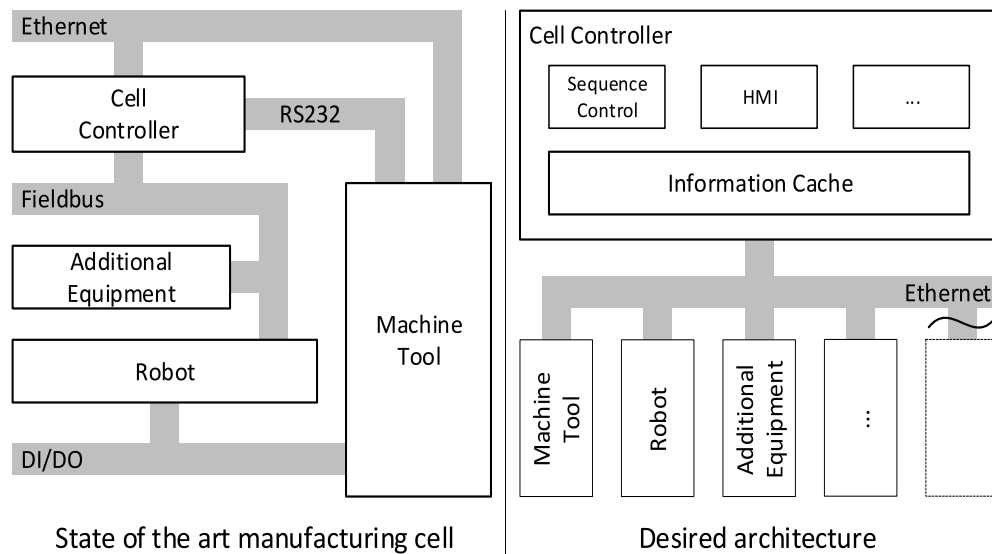 Ethernet
Cell
Controller
RS232
Fieldbus
Additional
Equipment
Machine
Tool
Robot
DI/DO
State of the art manufacturing cell
Cell Controller
Sequence
Control
HMI
...
Information Cache
Ethernet
Machine
Tool
Robot
Additional
Equipment
...
Desired architecture